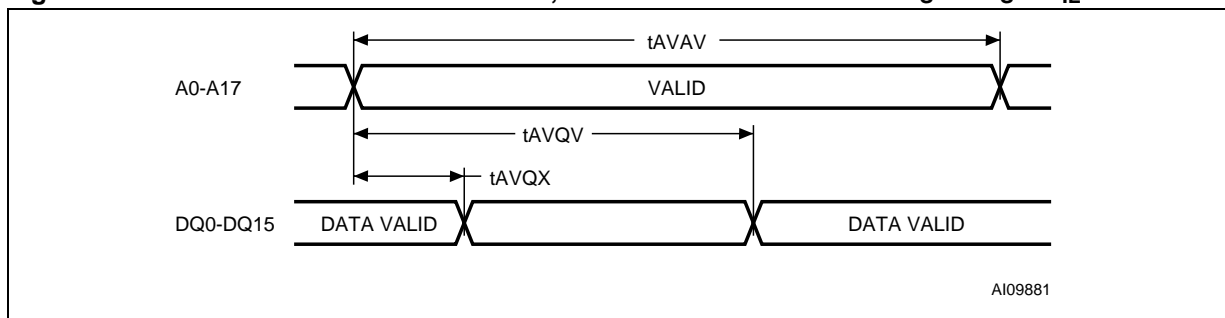 tAVAV
A0-A17 VALID
tAVQV
tAVQX
DQ0-DQ15 DATA VALID DATA VALID
AI09881